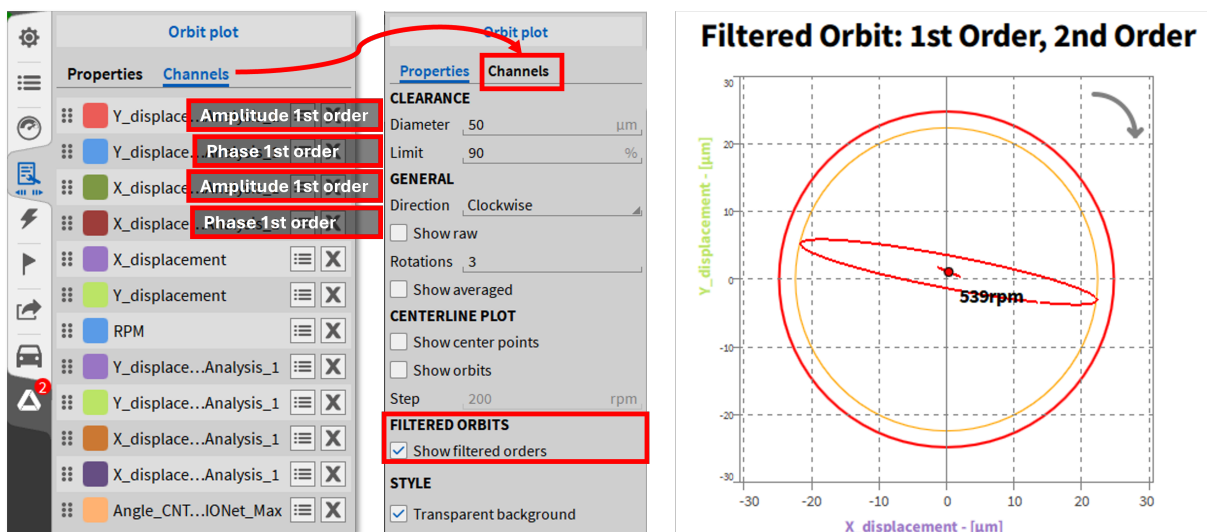 Orbit plot
Properties
Channels
Y_displace...
Amplitude 1st order
Y_displace...
Phase 1st order
X_displace...
Amplitude 1st order
X_displace...
Phase 1st order
X_displacement
Y_displacement
RPM
Y_displace...Analysis_1
Y_displace...Analysis_1
X_displace...Analysis_1
X_displace...Analysis_1
Angle_CNT...IONet_Max
2
Orbit plot
Properties
Channels
CLEARANCE
Diameter 50 µm
Limit 90 %
GENERAL
Direction Clockwise
Show raw
Rotations 3
Show averaged
CENTERLINE PLOT
Show center points
Show orbits
Step 200 rpm
FILTERED ORBITS
Show filtered orders
STYLE
Transparent background
Filtered Orbit: 1st Order, 2nd Order
30
20
10
0
-10
-20
-30
Y_displacement - [µm]
539rpm
-30 -20 -10 0 10 20 30
X_displacement - [µm]